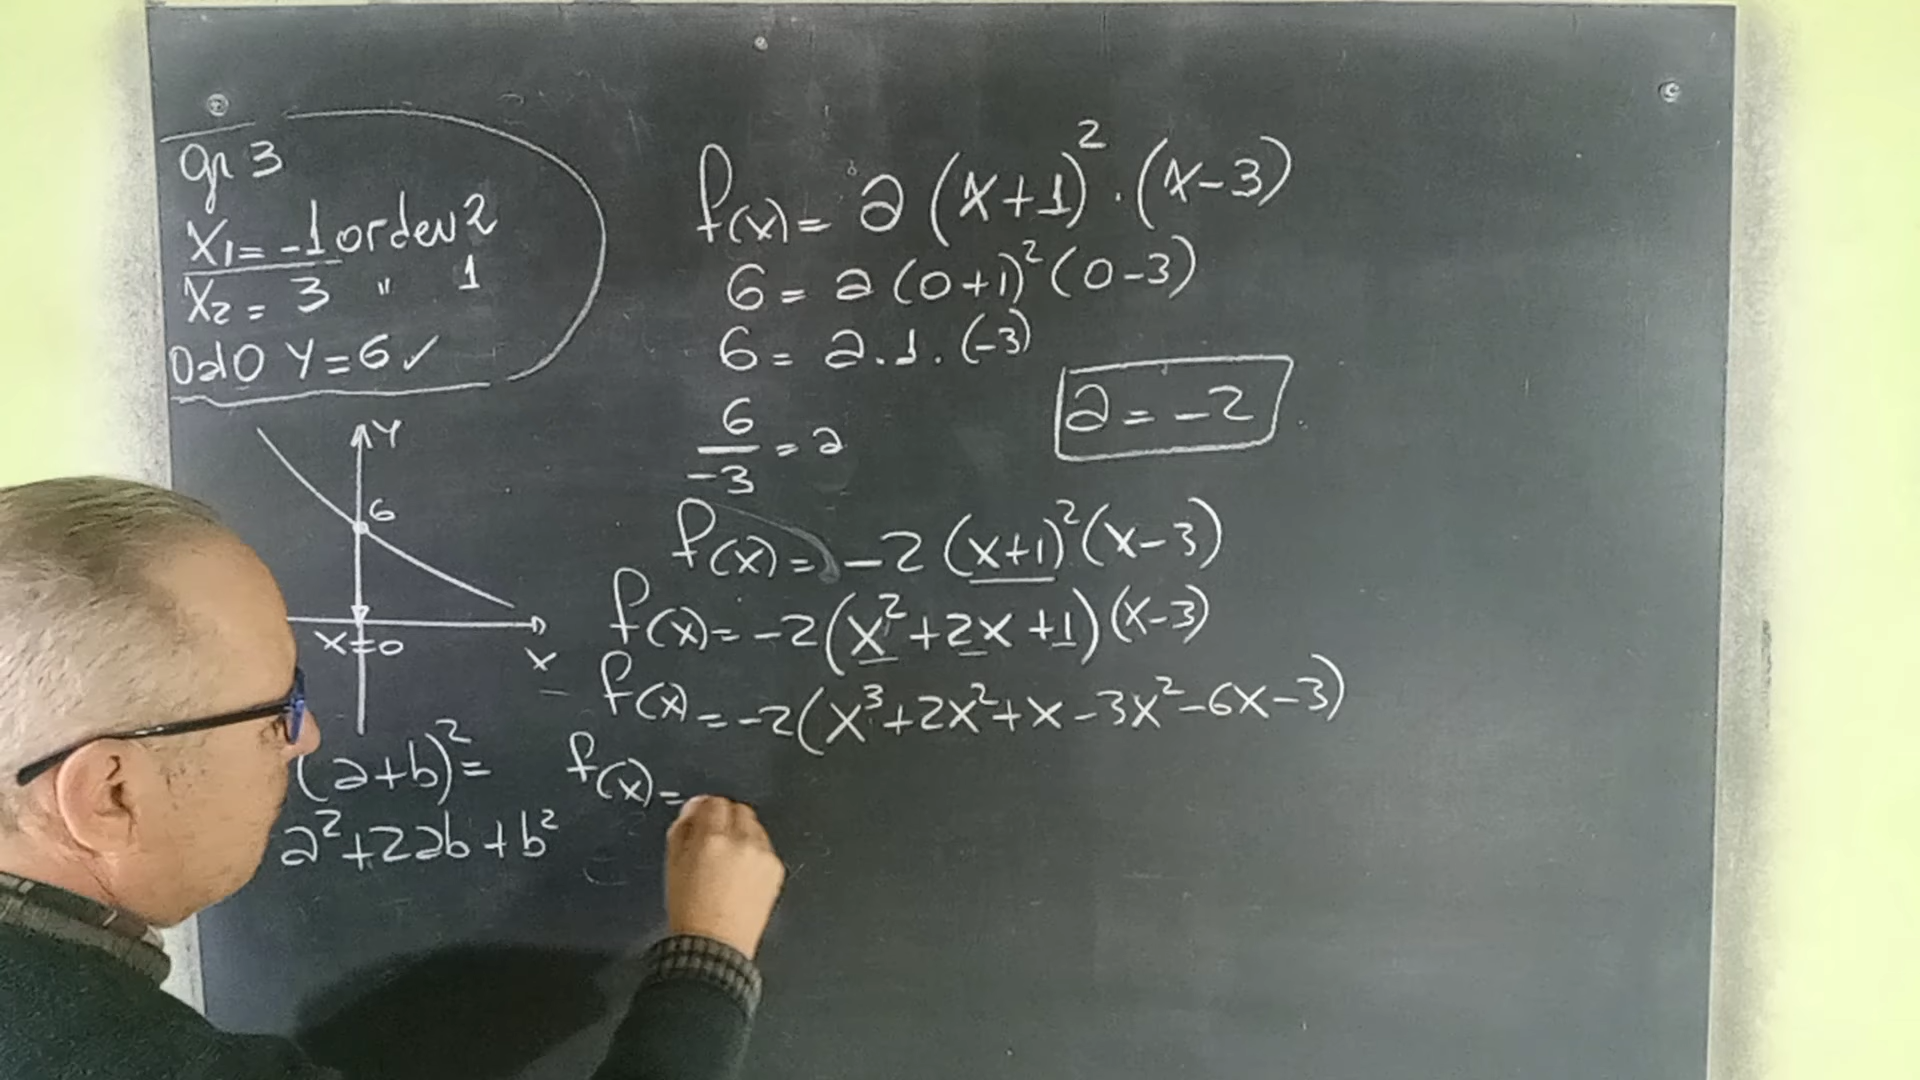 gr 3
X₁ = -1 orden 2
X₂ = 3 " 1
OdO Y = 6 ✓
Y
6
X = 0
X
(a+b)² =
a² + 2ab + b²
f(x) = a (x+1)² · (x-3)
6 = a (0+1)² (0-3)
6 = a · 1 · (-3)
6/-3 = a
a = -2
f(x) = -2 (x+1)² (x-3)
f(x) = -2 (x² + 2x + 1) (x-3)
f(x) = -2 (x³ + 2x² + x - 3x² - 6x - 3)
f(x) =